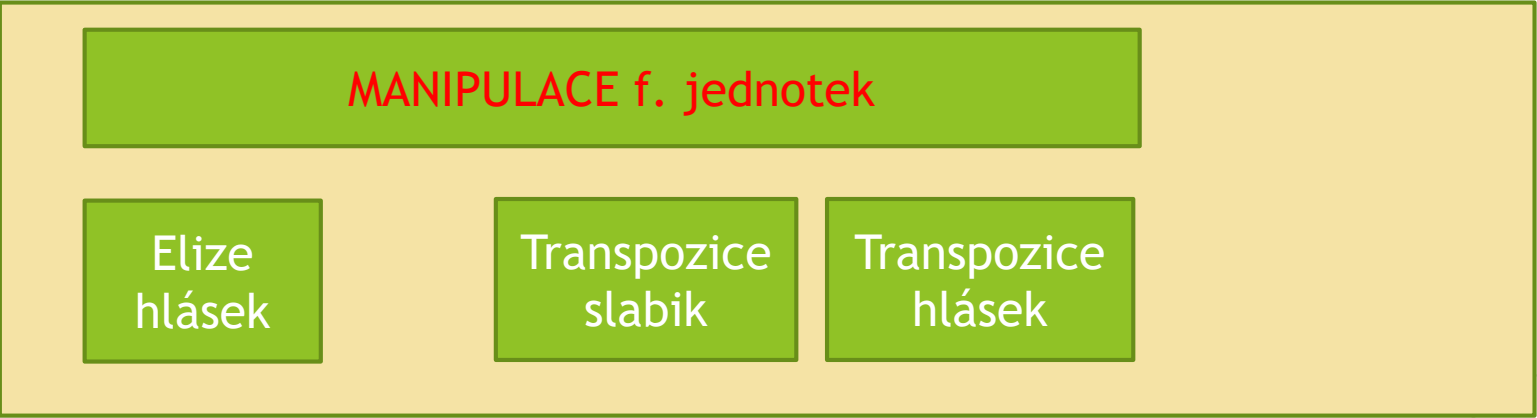 MANIPULACE f. jednotek
Elize
hlásek
Transpozice
slabik
Transpozice
hlásek